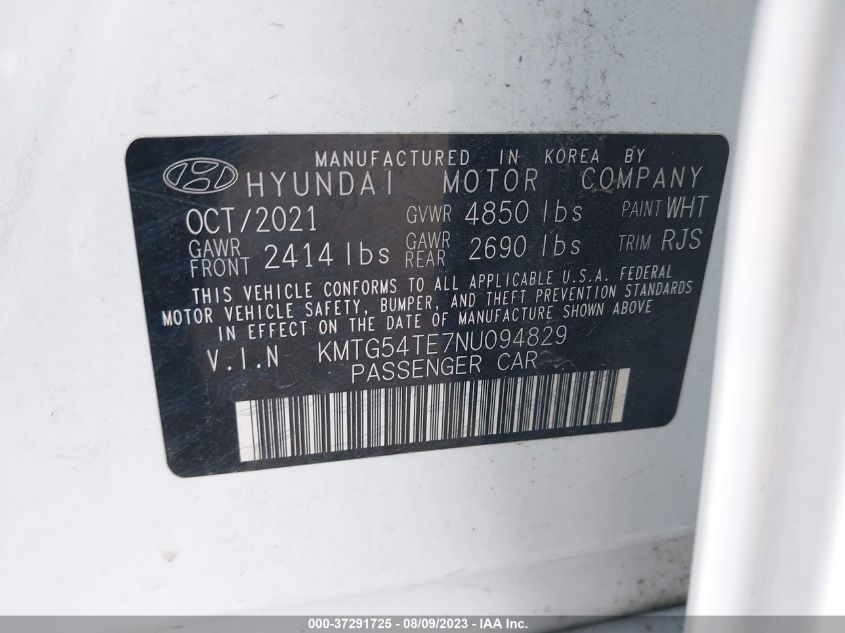 MANUFACTURED IN KOREA BY
HYUNDAI MOTOR COMPANY
OCT/2021 GVWR 4850 lbs PAINT WHT
GAWR FRONT 2414 lbs GAWR REAR 2690 lbs TRIM RJS
THIS VEHICLE CONFORMS TO ALL APPLICABLE U.S.A. FEDERAL
MOTOR VEHICLE SAFETY, BUMPER, AND THEFT PREVENTION STANDARDS
IN EFFECT ON THE DATE OF MANUFACTURE SHOWN ABOVE
V.I.N KMTG54TE7NU094829
PASSENGER CAR
000-37291725 - 08/09/2023 - IAA Inc.